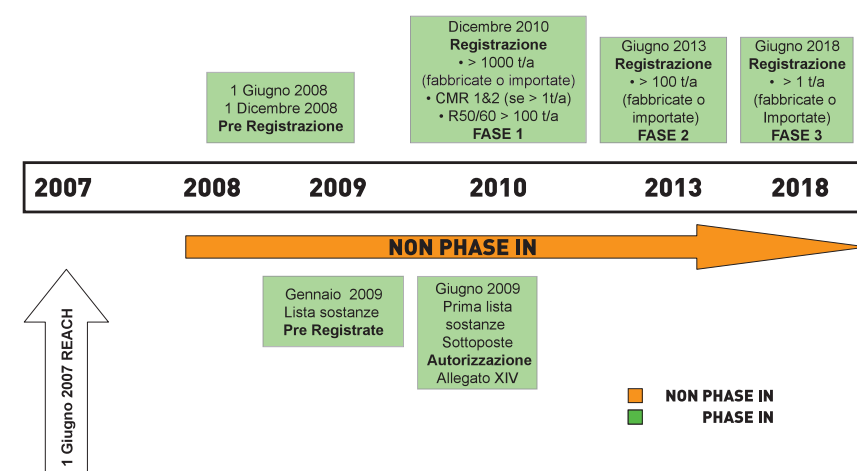 1 Giugno 2008
1 Dicembre 2008
Pre Registrazione
Dicembre 2010
Registrazione
• > 1000 t/a
(fabbricate o importate)
• CMR 1&2 (se > 1t/a)
• R50/60 > 100 t/a
FASE 1
Giugno 2013
Registrazione
• > 100 t/a
(fabbricate o
importate)
FASE 2
Giugno 2018
Registrazione
• > 1 t/a
(fabbricate o
Importate)
FASE 3
2007 2008 2009 2010 2013 2018
NON PHASE IN
1 Giugno 2007 REACH
Gennaio 2009
Lista sostanze
Pre Registrate
Giugno 2009
Prima lista
sostanze
Sottoposte
Autorizzazione
Allegato XIV
NON PHASE IN
PHASE IN